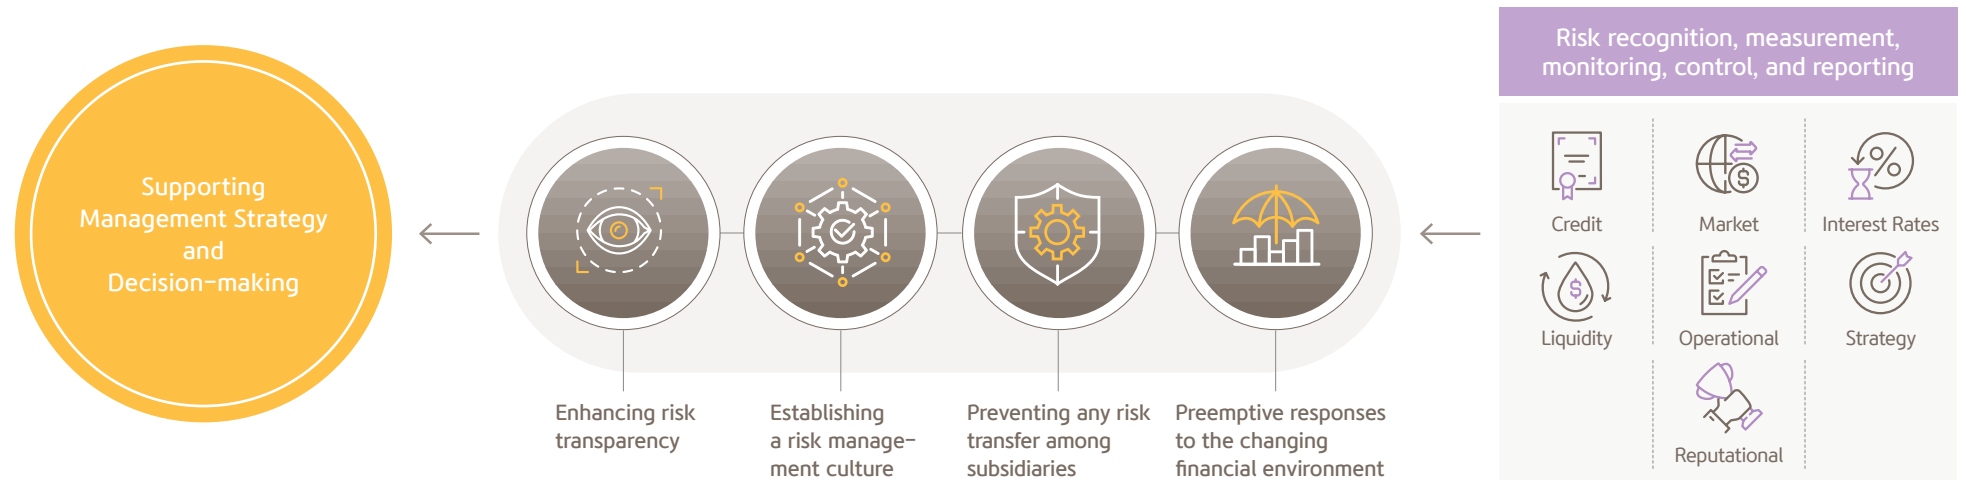 Supporting
Management Strategy
and
Decision-making
Enhancing risk
transparency
Establishing
a risk manage-
ment culture
Preventing any risk
transfer among
subsidiaries
Preemptive responses
to the changing
financial environment
Risk recognition, measurement,
monitoring, control, and reporting
Credit
Market
Interest Rates
Liquidity
Operational
Strategy
Reputational